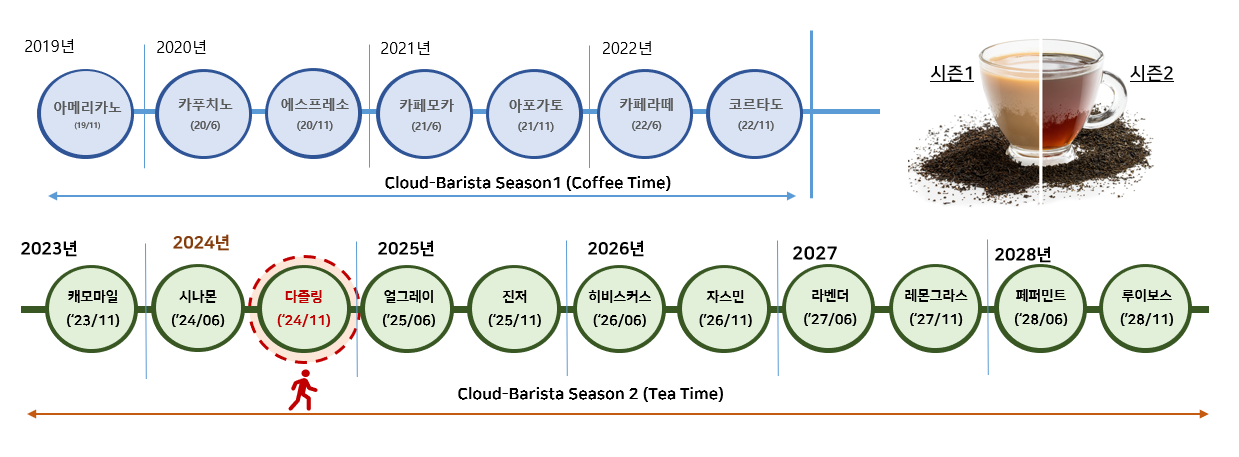 2019년
2020년
2021년
2022년
아메리카노
(19/11)
카푸치노
(20/6)
에스프레소
(20/11)
카페모카
(21/6)
아포가토
(21/11)
카페라떼
(22/6)
코르타도
(22/11)
시즌1
시즌2
Cloud-Barista Season1 (Coffee Time)
2023년
2024년
2025년
2026년
2027
2028년
캐모마일
(‘23/11)
시나몬
(‘24/06)
다즐링
(‘24/11)
얼그레이
(‘25/06)
진저
(‘25/11)
히비스커스
(‘26/06)
자스민
(‘26/11)
라벤더
(‘27/06)
레몬그라스
(‘27/11)
페퍼민트
(‘28/06)
루이보스
(‘28/11)
Cloud-Barista Season 2 (Tea Time)